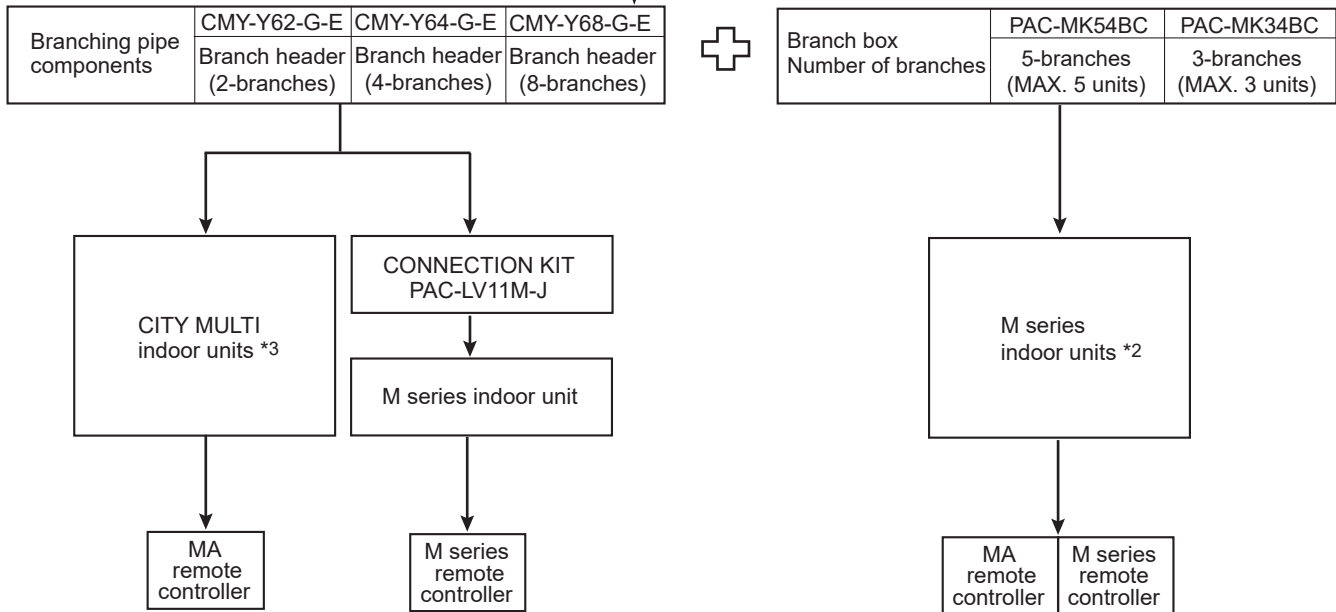 Branching pipe
components
CMY-Y62-G-E
CMY-Y64-G-E
CMY-Y68-G-E
Branch header
(2-branches)
Branch header
(4-branches)
Branch header
(8-branches)
Branch box
Number of branches
PAC-MK54BC
PAC-MK34BC
5-branches
(MAX. 5 units)
3-branches
(MAX. 3 units)
CITY MULTI
indoor units *3
CONNECTION KIT
PAC-LV11M-J
M series indoor unit
M series
indoor units *2
MA
remote
controller
M series
remote
controller
MA
remote
controller
M series
remote
controller